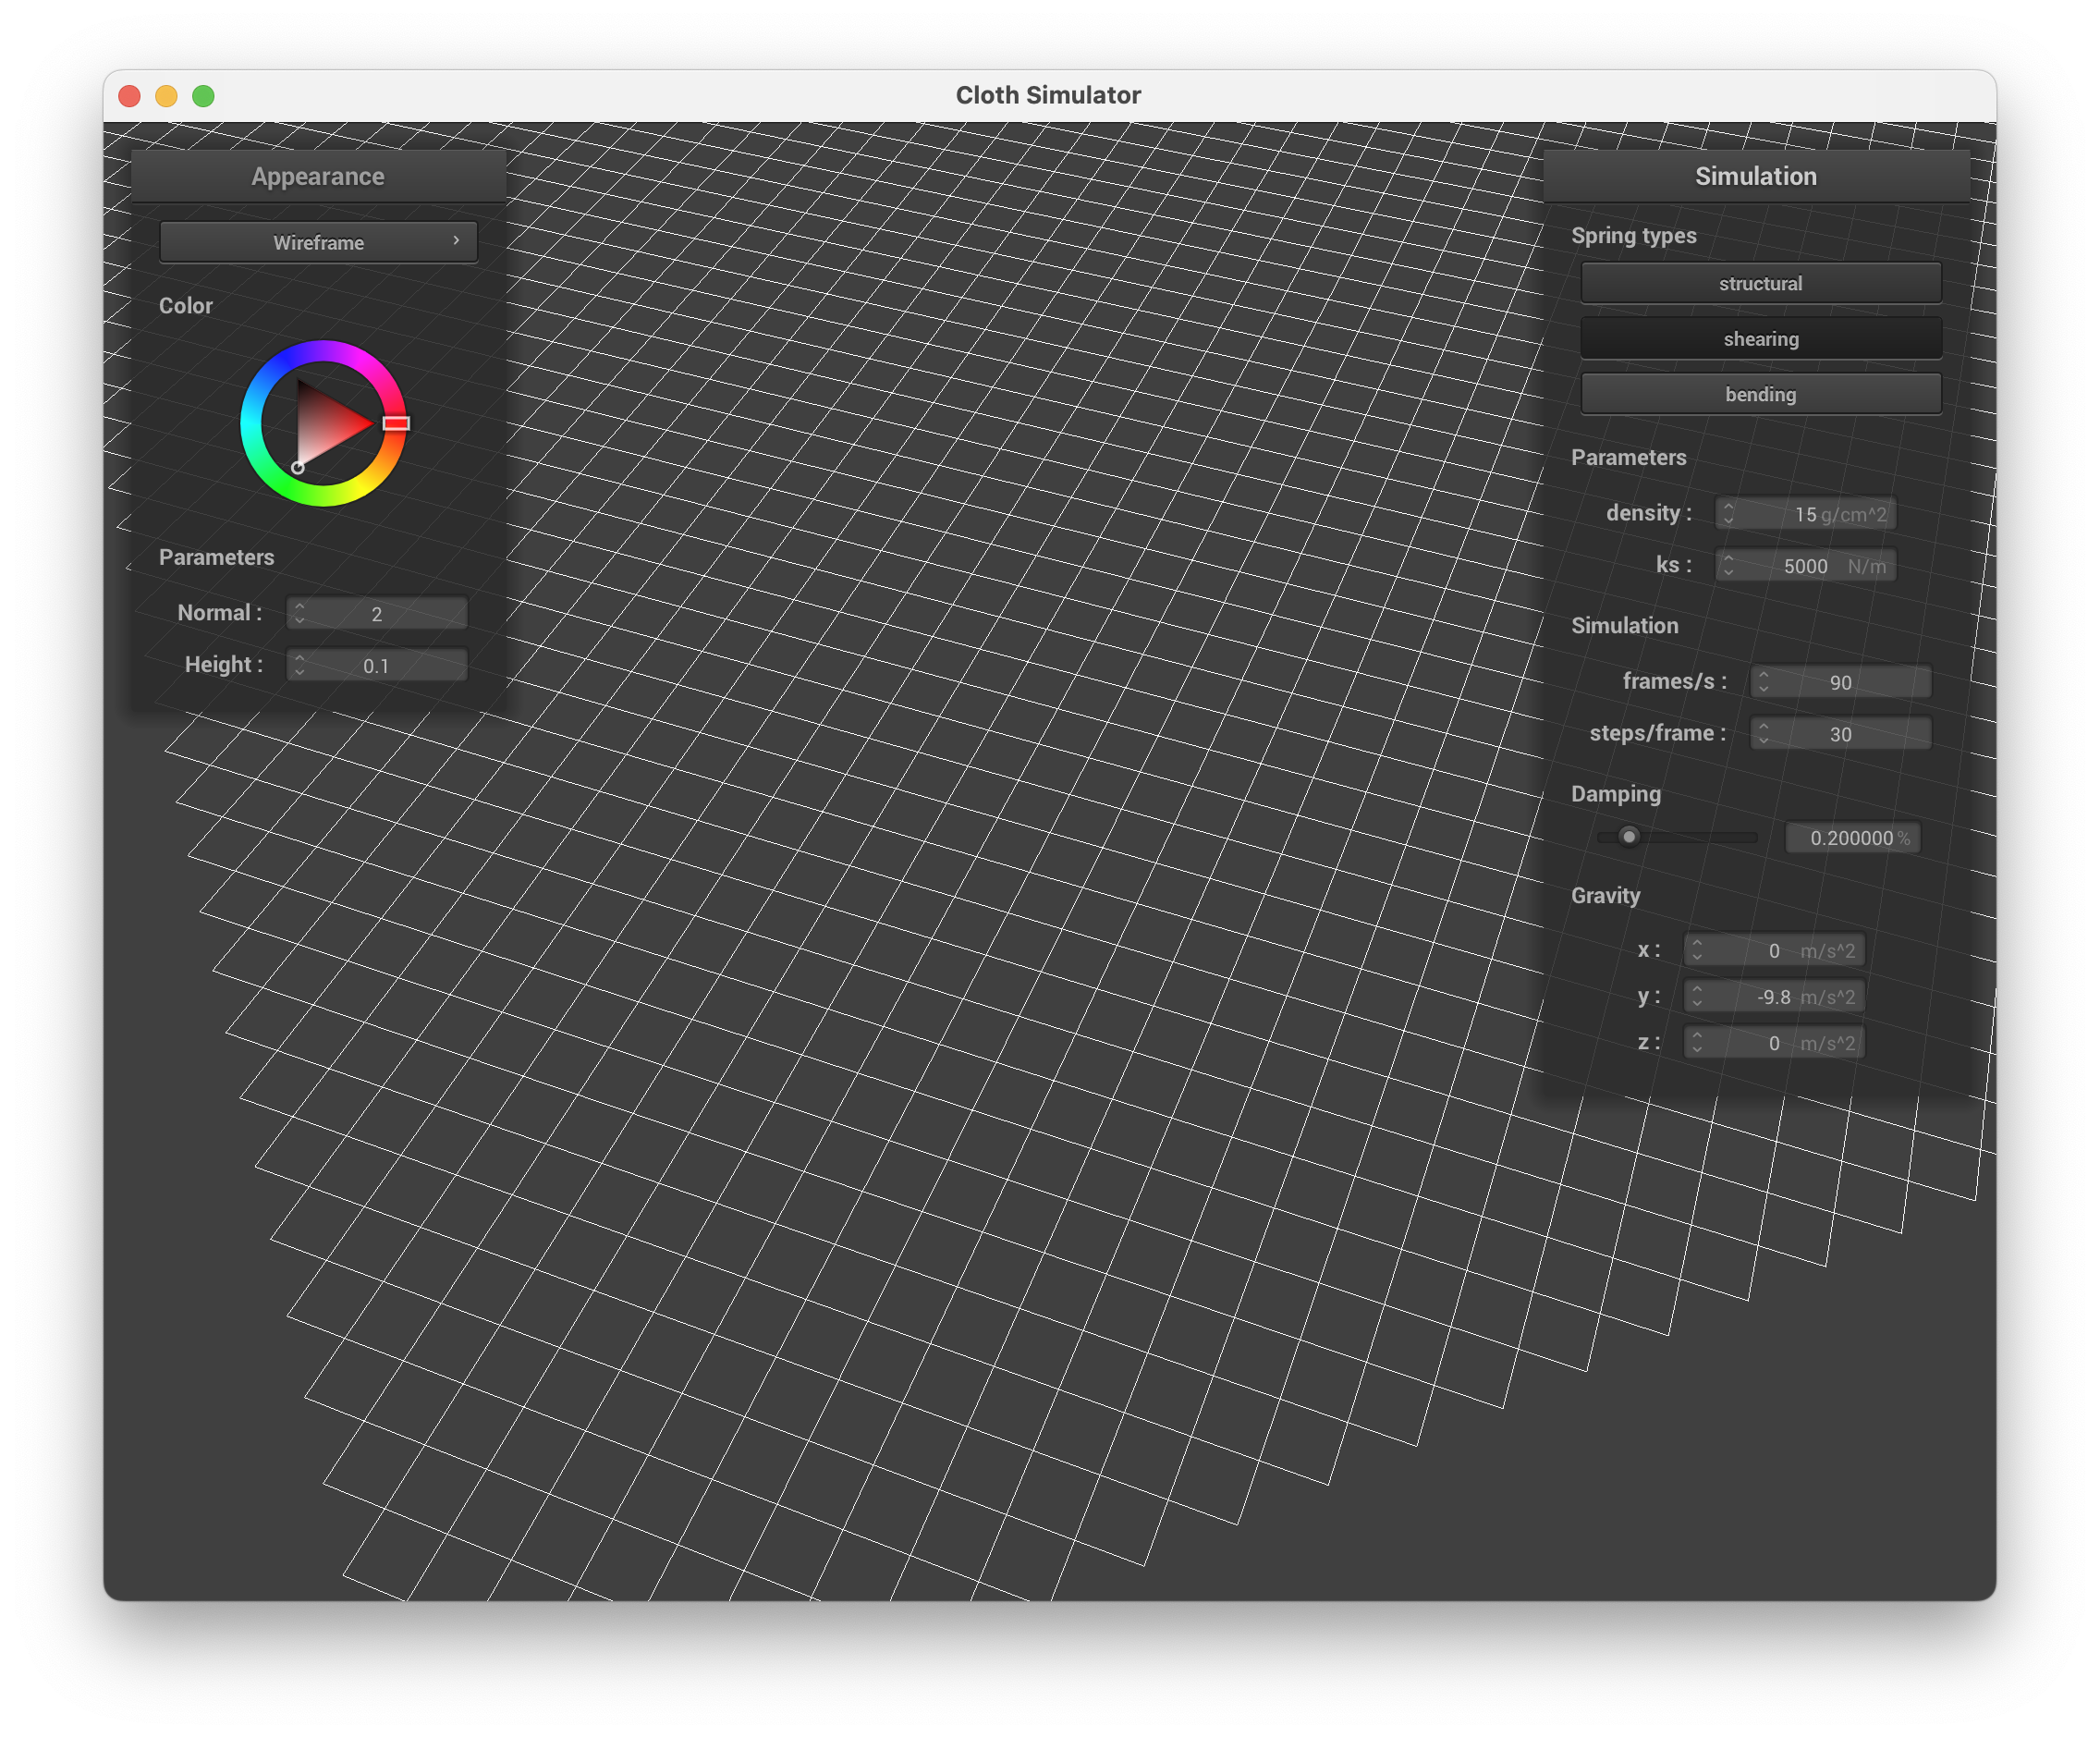 Cloth Simulator
Appearance
Wireframe
Color
Parameters
Normal : 2
Height : 0.1
Simulation
Spring types
structural
shearing
bending
Parameters
density : 15 g/cm^2
ks : 5000 N/m
Simulation
frames/s : 90
steps/frame : 30
Damping
0.200000 %
Gravity
x : 0 m/s^2
y : -9.8 m/s^2
z : 0 m/s^2